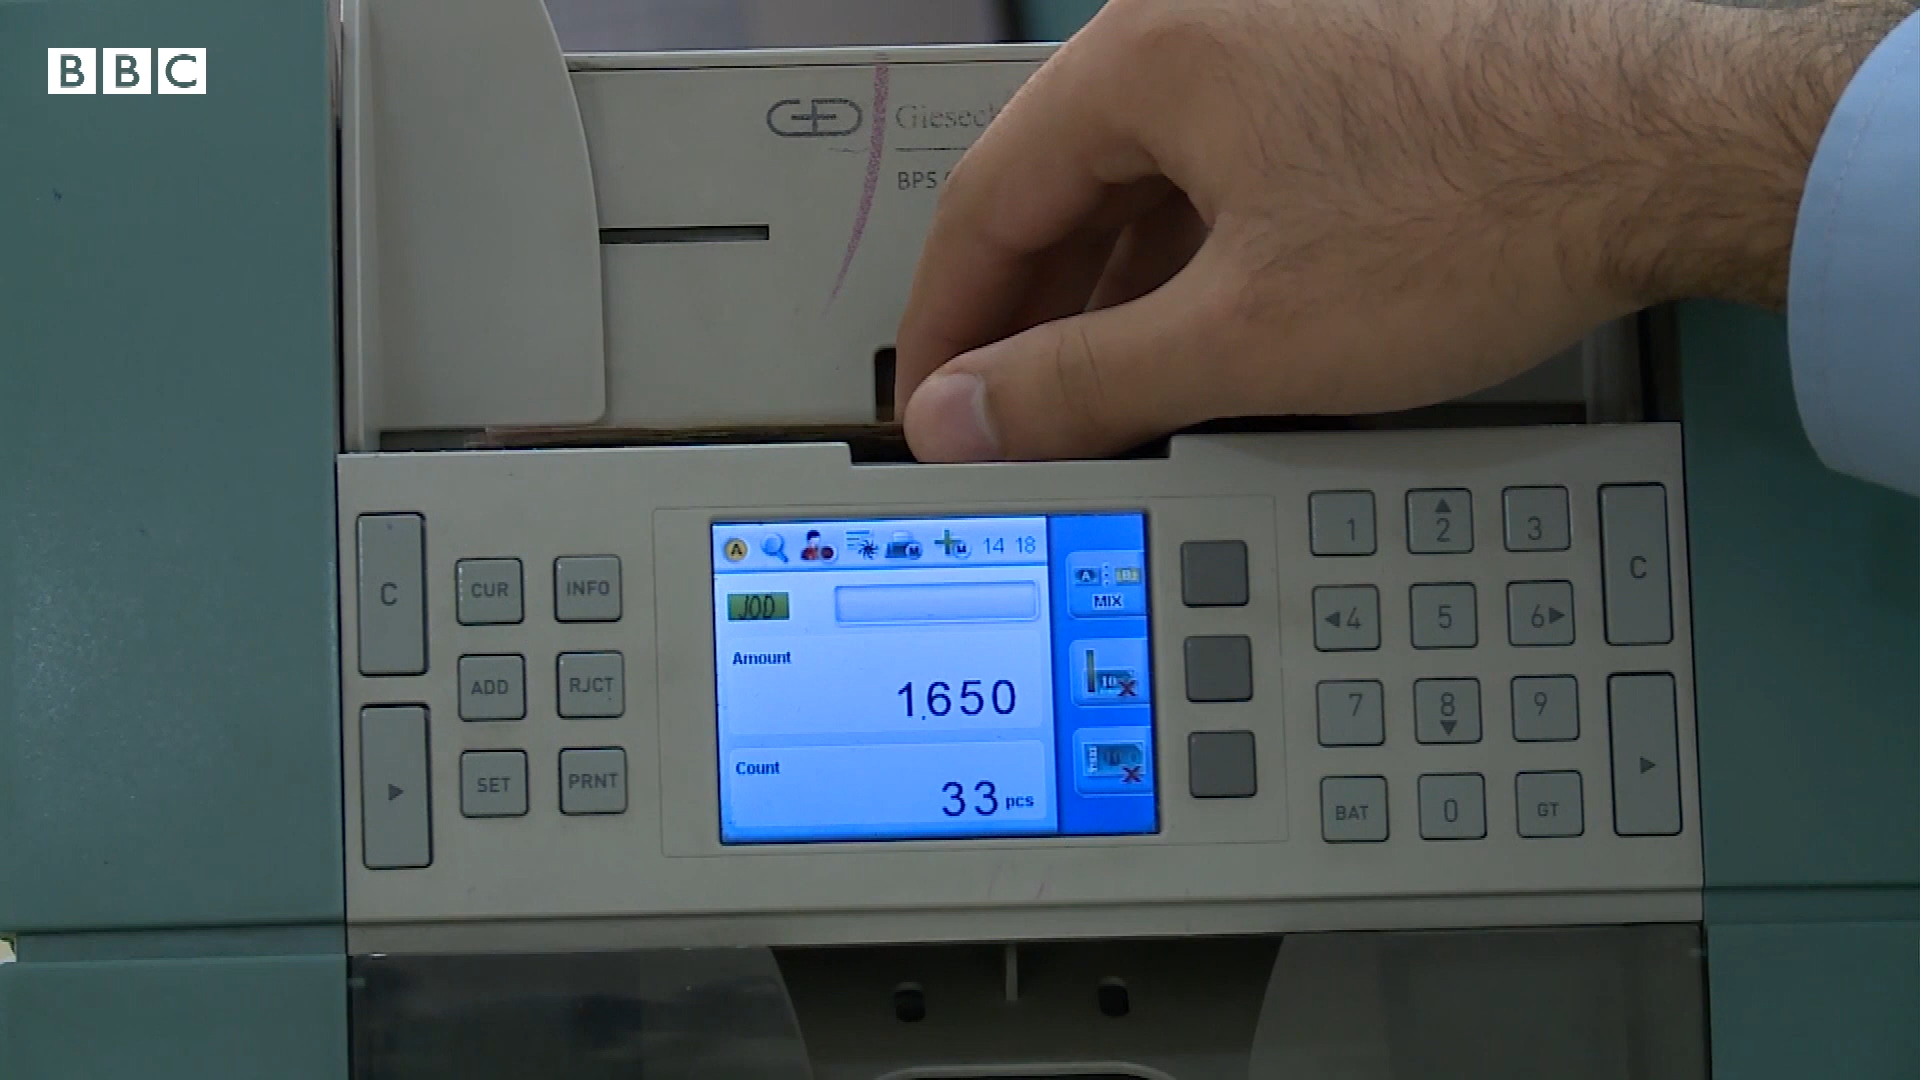 BBC
Giesec
BPS
14 18
JOD
Amount
1.650
Count
33 pcs
MIX
C
CUR
INFO
ADD
RJCT
SET
PRNT
1
2
3
4
5
6
7
8
9
BAT
0
GT
C